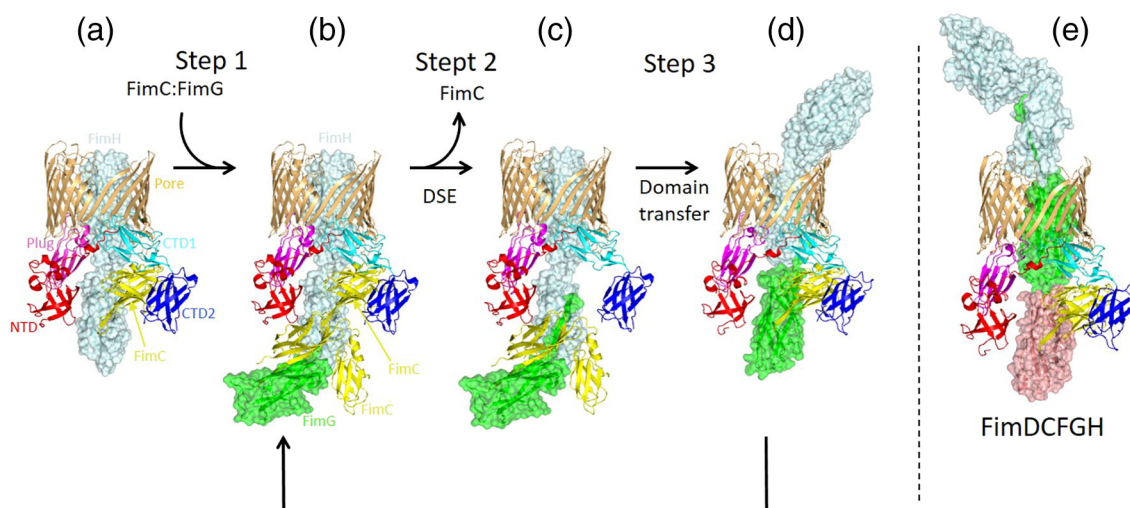 (a)
(b)
(c)
(d)
(e)
Step 1
FimC:FimG
Stept 2
FimC
DSE
Step 3
Domain
transfer
FimH
Pore
Plug
CTD1
NTD
CTD2
FimC
FimH
FimC
FimC
FimG
FimDCFGH